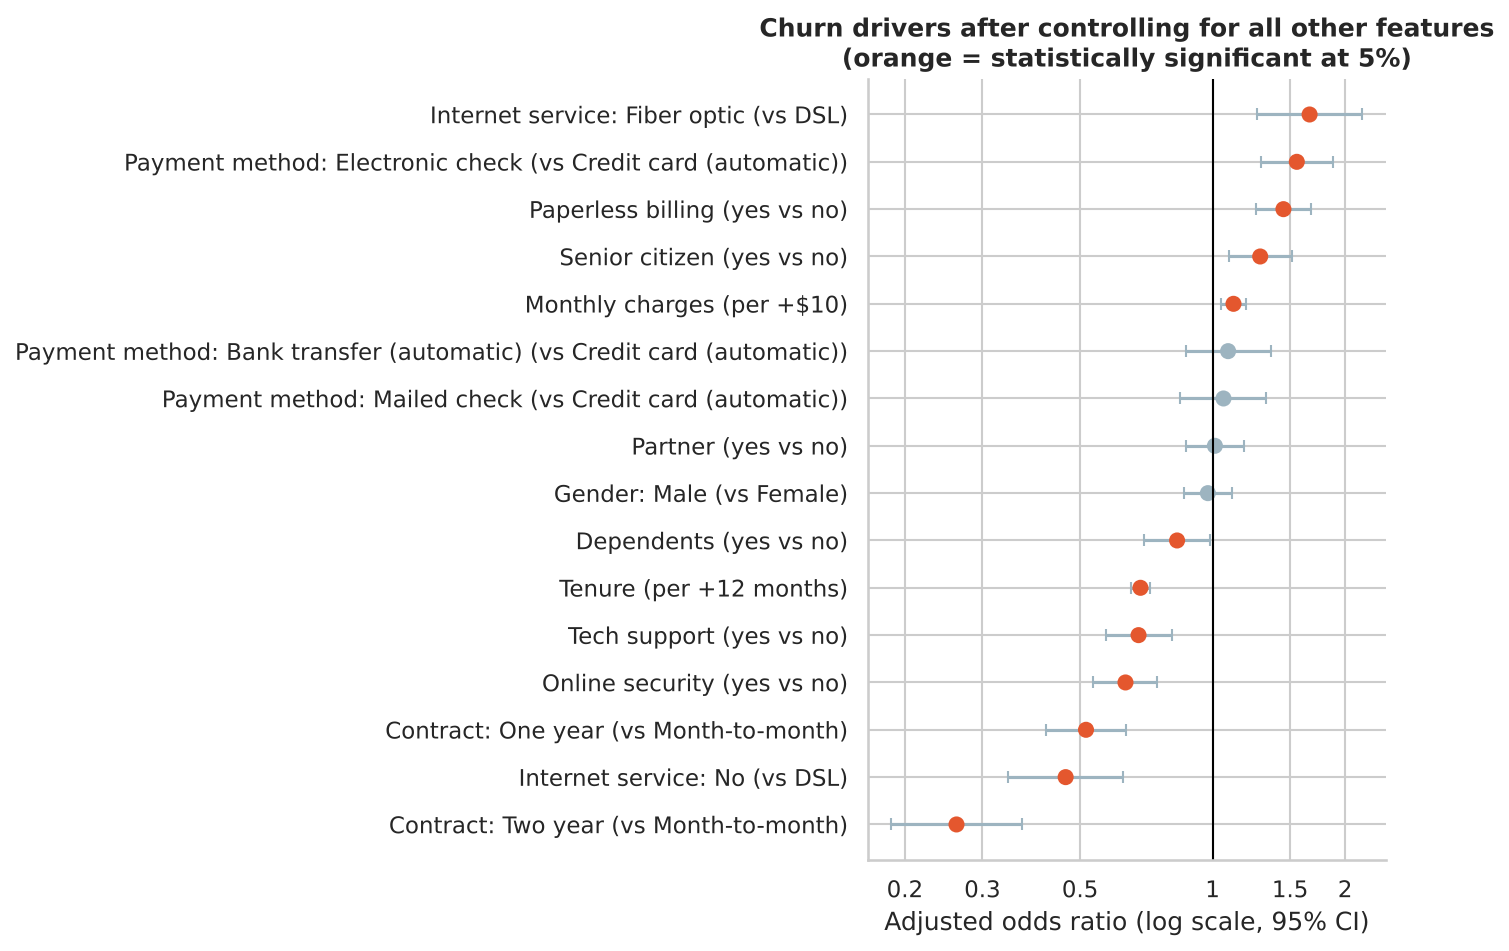 Churn drivers after controlling for all other features
(orange = statistically significant at 5%)
Internet service: Fiber optic (vs DSL)
Payment method: Electronic check (vs Credit card (automatic))
Paperless billing (yes vs no)
Senior citizen (yes vs no)
Monthly charges (per +$10)
Payment method: Bank transfer (automatic) (vs Credit card (automatic))
Payment method: Mailed check (vs Credit card (automatic))
Partner (yes vs no)
Gender: Male (vs Female)
Dependents (yes vs no)
Tenure (per +12 months)
Tech support (yes vs no)
Online security (yes vs no)
Contract: One year (vs Month-to-month)
Internet service: No (vs DSL)
Contract: Two year (vs Month-to-month)
0.2 0.3 0.5 1 1.5 2
Adjusted odds ratio (log scale, 95% CI)